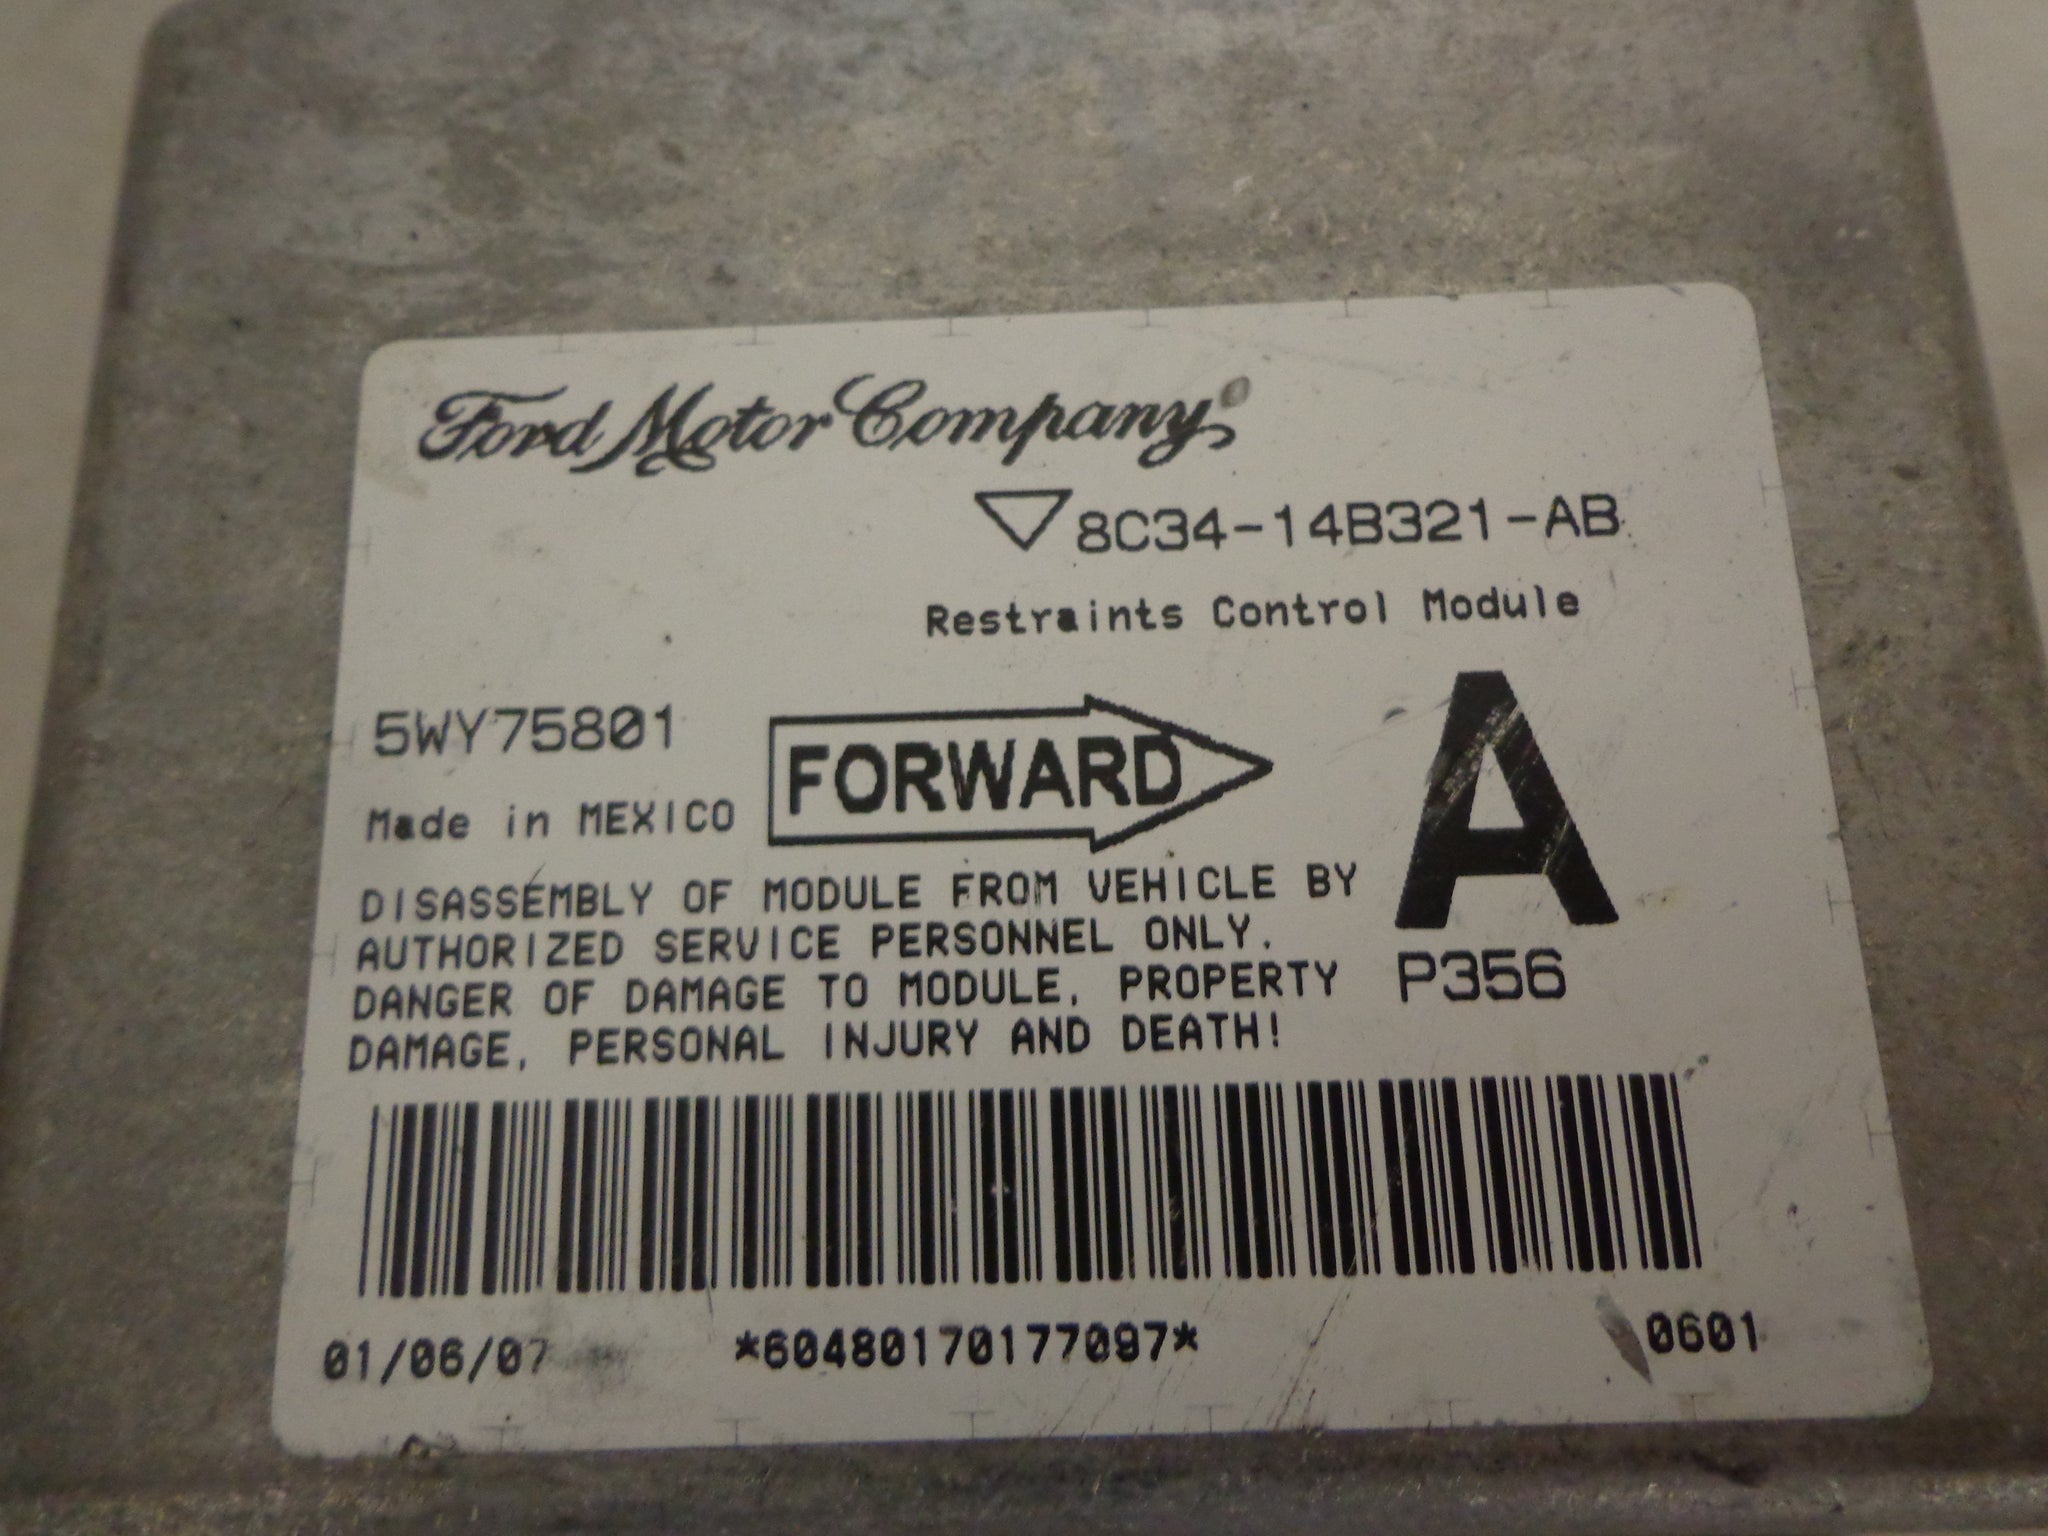 Ford Motor Company
8C34-14B321-AB
Restraints Control Module
5WY75801
FORWARD
A
Made in MEXICO
DISASSEMBLY OF MODULE FROM VEHICLE BY
AUTHORIZED SERVICE PERSONNEL ONLY.
DANGER OF DAMAGE TO MODULE, PROPERTY
DAMAGE, PERSONAL INJURY AND DEATH!
P356
01/06/07
*60480170177097*
0601